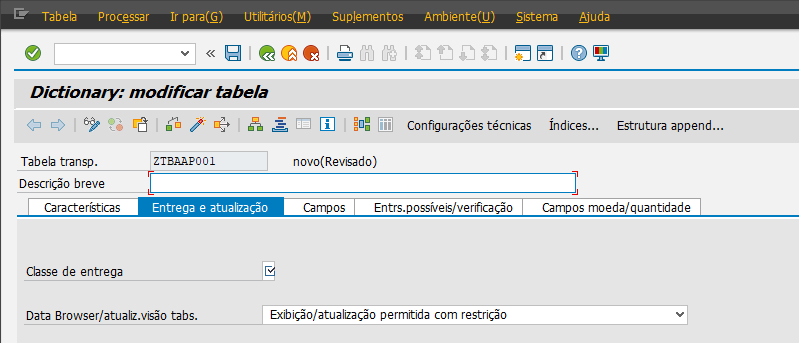 Tabela Processar Ir para(G) Utilitários(M) Suplementos Ambiente(U) Sistema Ajuda
Dictionary: modificar tabela
Configurações técnicas Índices... Estrutura append...
Tabela transp. ZTBAAP001 novo(Revisado)
Descrição breve
Características Entrega e atualização Campos Entrs.possíveis/verificação Campos moeda/quantidade
Classe de entrega
Data Browser/atualiz.visão tabs. Exibição/atualização permitida com restrição